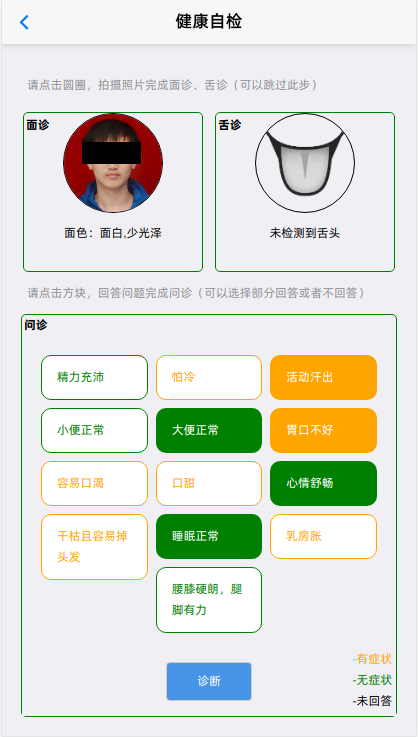 健康自检
请点击圆圈，拍摄照片完成面诊、舌诊（可以跳过此步）
面诊
舌诊
面色：面白,少光泽
未检测到舌头
请点击方块，回答问题完成问诊（可以选择部分回答或者不回答）
问诊
精力充沛
怕冷
活动汗出
小便正常
大便正常
胃口不好
容易口渴
口甜
心情舒畅
干枯且容易掉
头发
睡眠正常
乳房胀
腰膝硬朗，腿
脚有力
诊断
-有症状
-无症状
-未回答